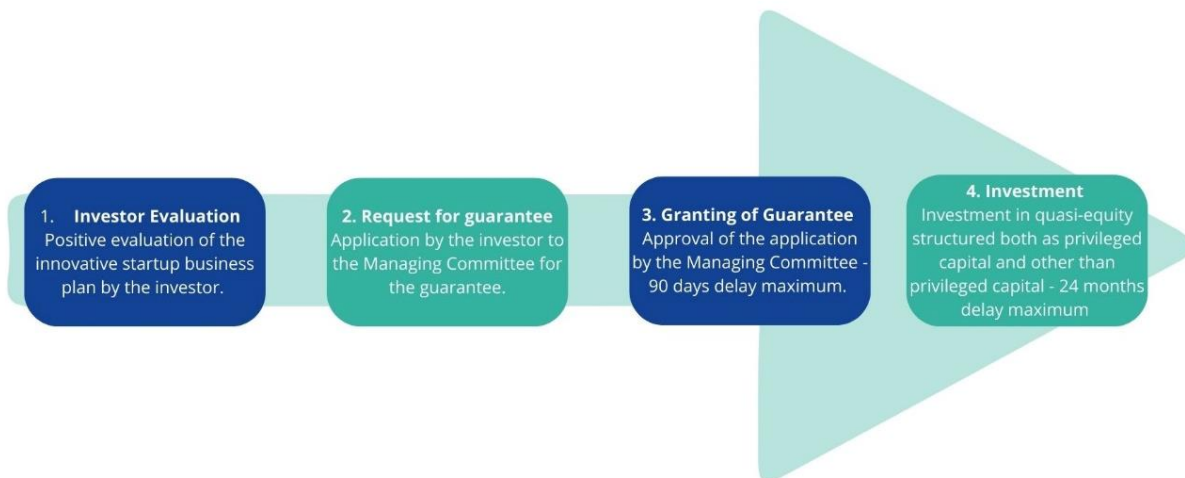 1. Investor Evaluation
Positive evaluation of the
innovative startup business
plan by the investor.
2. Request for guarantee
Application by the investor to
the Managing Committee for
the guarantee.
3. Granting of Guarantee
Approval of the application
by the Managing Committee -
90 days delay maximum.
4. Investment
Investment in quasi-equity
structured both as privileged
capital and other than
privileged capital - 24 months
delay maximum